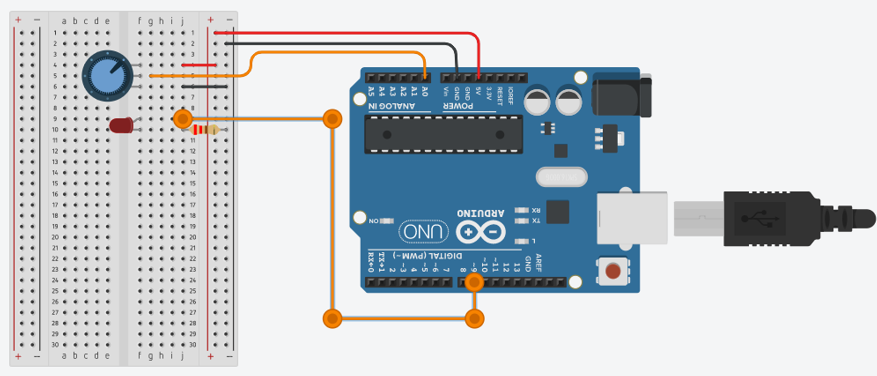 + − a b c d e f g h i j + −
1 1
2 2
3 3
4 4
5 5
6 6
7 7
8 8
9
10 10
11 11
12 12
13 13
14 14
15 15
16 16
17 17
18 18
19 19
20 20
21 21
22 22
23 23
24 24
25 25
26 26
27 27
28 28
29 29
30 30
+ − a b c d e f g h i j + −
A5 A4 A3 A2 A1 A0
ANALOG IN
Vin GND GND 5V 3.3V RESET IOREF
POWER
ON
UNO
ARDUINO
RX
TX
L
DIGITAL (PWM~)
RX←0 TX→1 2 ~3 4 ~5 ~6 7 8 ~9 ~10 ~11 12 13 GND AREF